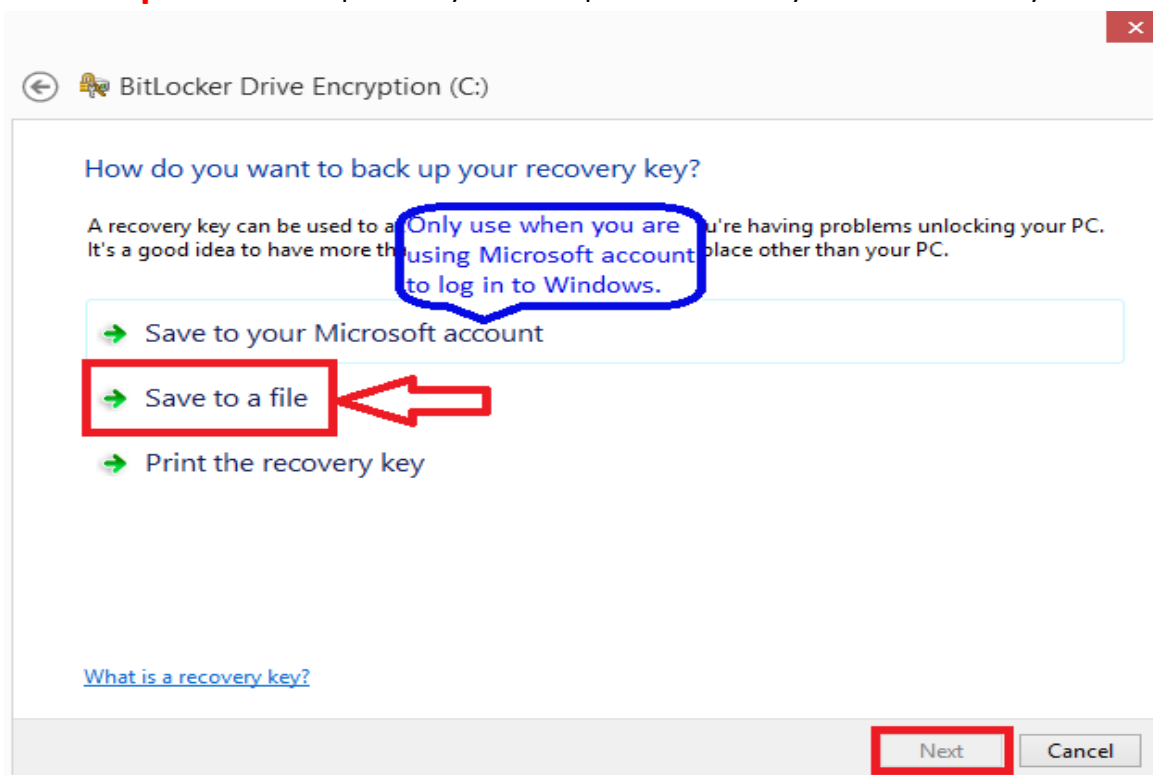 BitLocker Drive Encryption (C:)
How do you want to back up your recovery key?
A recovery key can be used to a u're having problems unlocking your PC.
It's a good idea to have more th place other than your PC.
Only use when you are
using Microsoft account
to log in to Windows.
Save to your Microsoft account
Save to a file
Print the recovery key
What is a recovery key?
Next Cancel